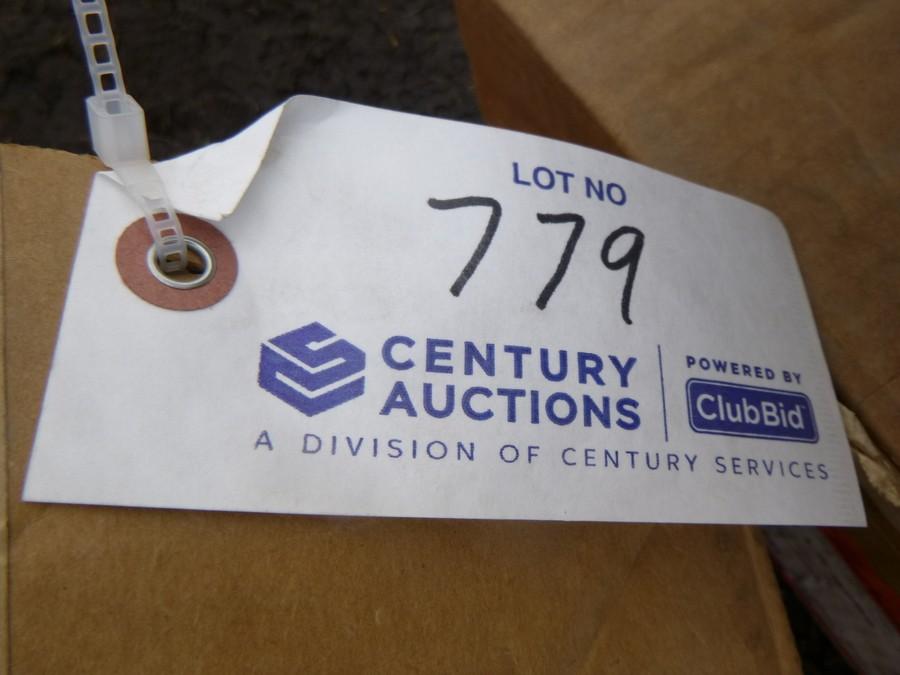 LOT NO
779
CENTURY
AUCTIONS
A DIVISION OF CENTURY SERVICES
POWERED BY
ClubBid